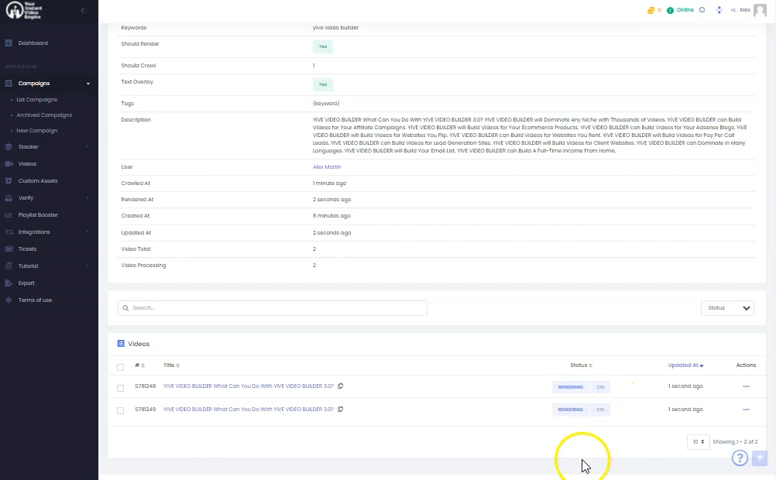 Your Instant Video Empire
0 Online Hi, Alex
Dashboard
APPLICATION
Campaigns
List Campaigns
Archived Campaigns
New Campaign
Stacker
Videos
Custom Assets
Verify
Playlist Booster
Integrations
Tickets
Tutorial
Export
Terms of use
Keywords yive video builder
Should Render Yes
Should Crawl 1
Text Overlay Yes
Tags {keyword}
Description YIVE VIDEO BUILDER What Can You Do With YIVE VIDEO BUILDER 3.0? YIVE VIDEO BUILDER will Dominate Any Niche with Thousands of Videos. YIVE VIDEO BUILDER can Build
Videos for Your Affiliate Campaigns. YIVE VIDEO BUILDER will Build Videos for Your Ecommerce Products. YIVE VIDEO BUILDER can Build Videos for Your Adsense Blogs. YIVE
VIDEO BUILDER will Build Videos for Websites You Flip. YIVE VIDEO BUILDER can Build Videos for Websites You Rent. YIVE VIDEO BUILDER will Build Videos for Pay Per Call
Leads. YIVE VIDEO BUILDER can Build Videos for Lead Generation Sites. YIVE VIDEO BUILDER will Build Videos for Client Websites. YIVE VIDEO BUILDER can Dominate in Many
Languages. YIVE VIDEO BUILDER will Build Your Email List. YIVE VIDEO BUILDER can Build A Full-Time Income From Home.
User Alex Martin
Crawled At 1 minute ago
Rendered At 2 seconds ago
Created At 8 minutes ago
Updated At 2 seconds ago
Video Total 2
Video Processing 2
Search... Status
Videos
# Title Status Updated At Actions
5781248 YIVE VIDEO BUILDER What Can You Do With YIVE VIDEO BUILDER 3.0? RENDERING 1 second ago
5781249 YIVE VIDEO BUILDER What Can You Do With YIVE VIDEO BUILDER 3.0? RENDERING 1 second ago
10 Showing 1 - 2 of 2
? +